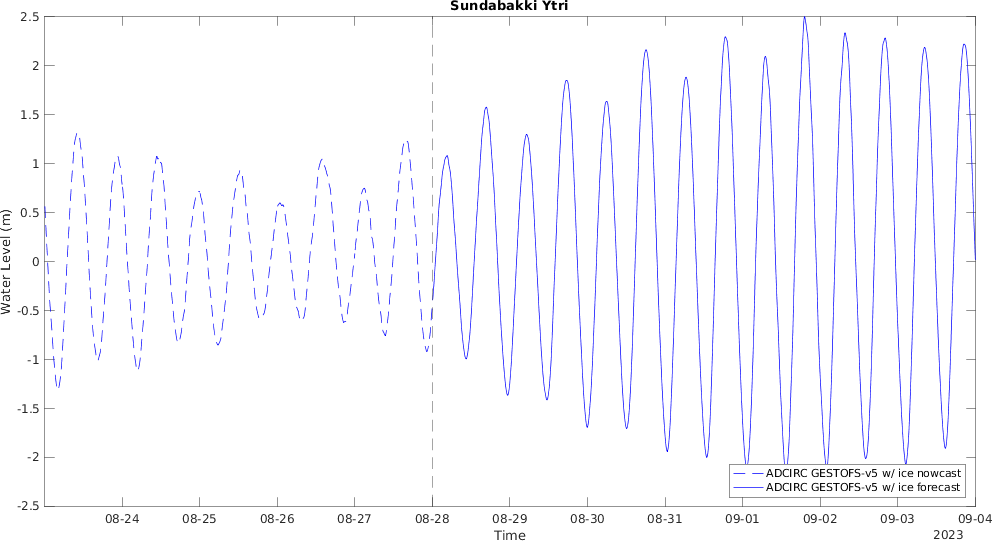 Sundabakki Ytri
2.5
2
1.5
1
0.5
0
-0.5
-1
-1.5
-2
-2.5
Water Level (m)
ADCIRC GESTOFS-v5 w/ ice nowcast
ADCIRC GESTOFS-v5 w/ ice forecast
08-24 08-25 08-26 08-27 08-28 08-29 08-30 08-31 09-01 09-02 09-03 09-04
Time
2023